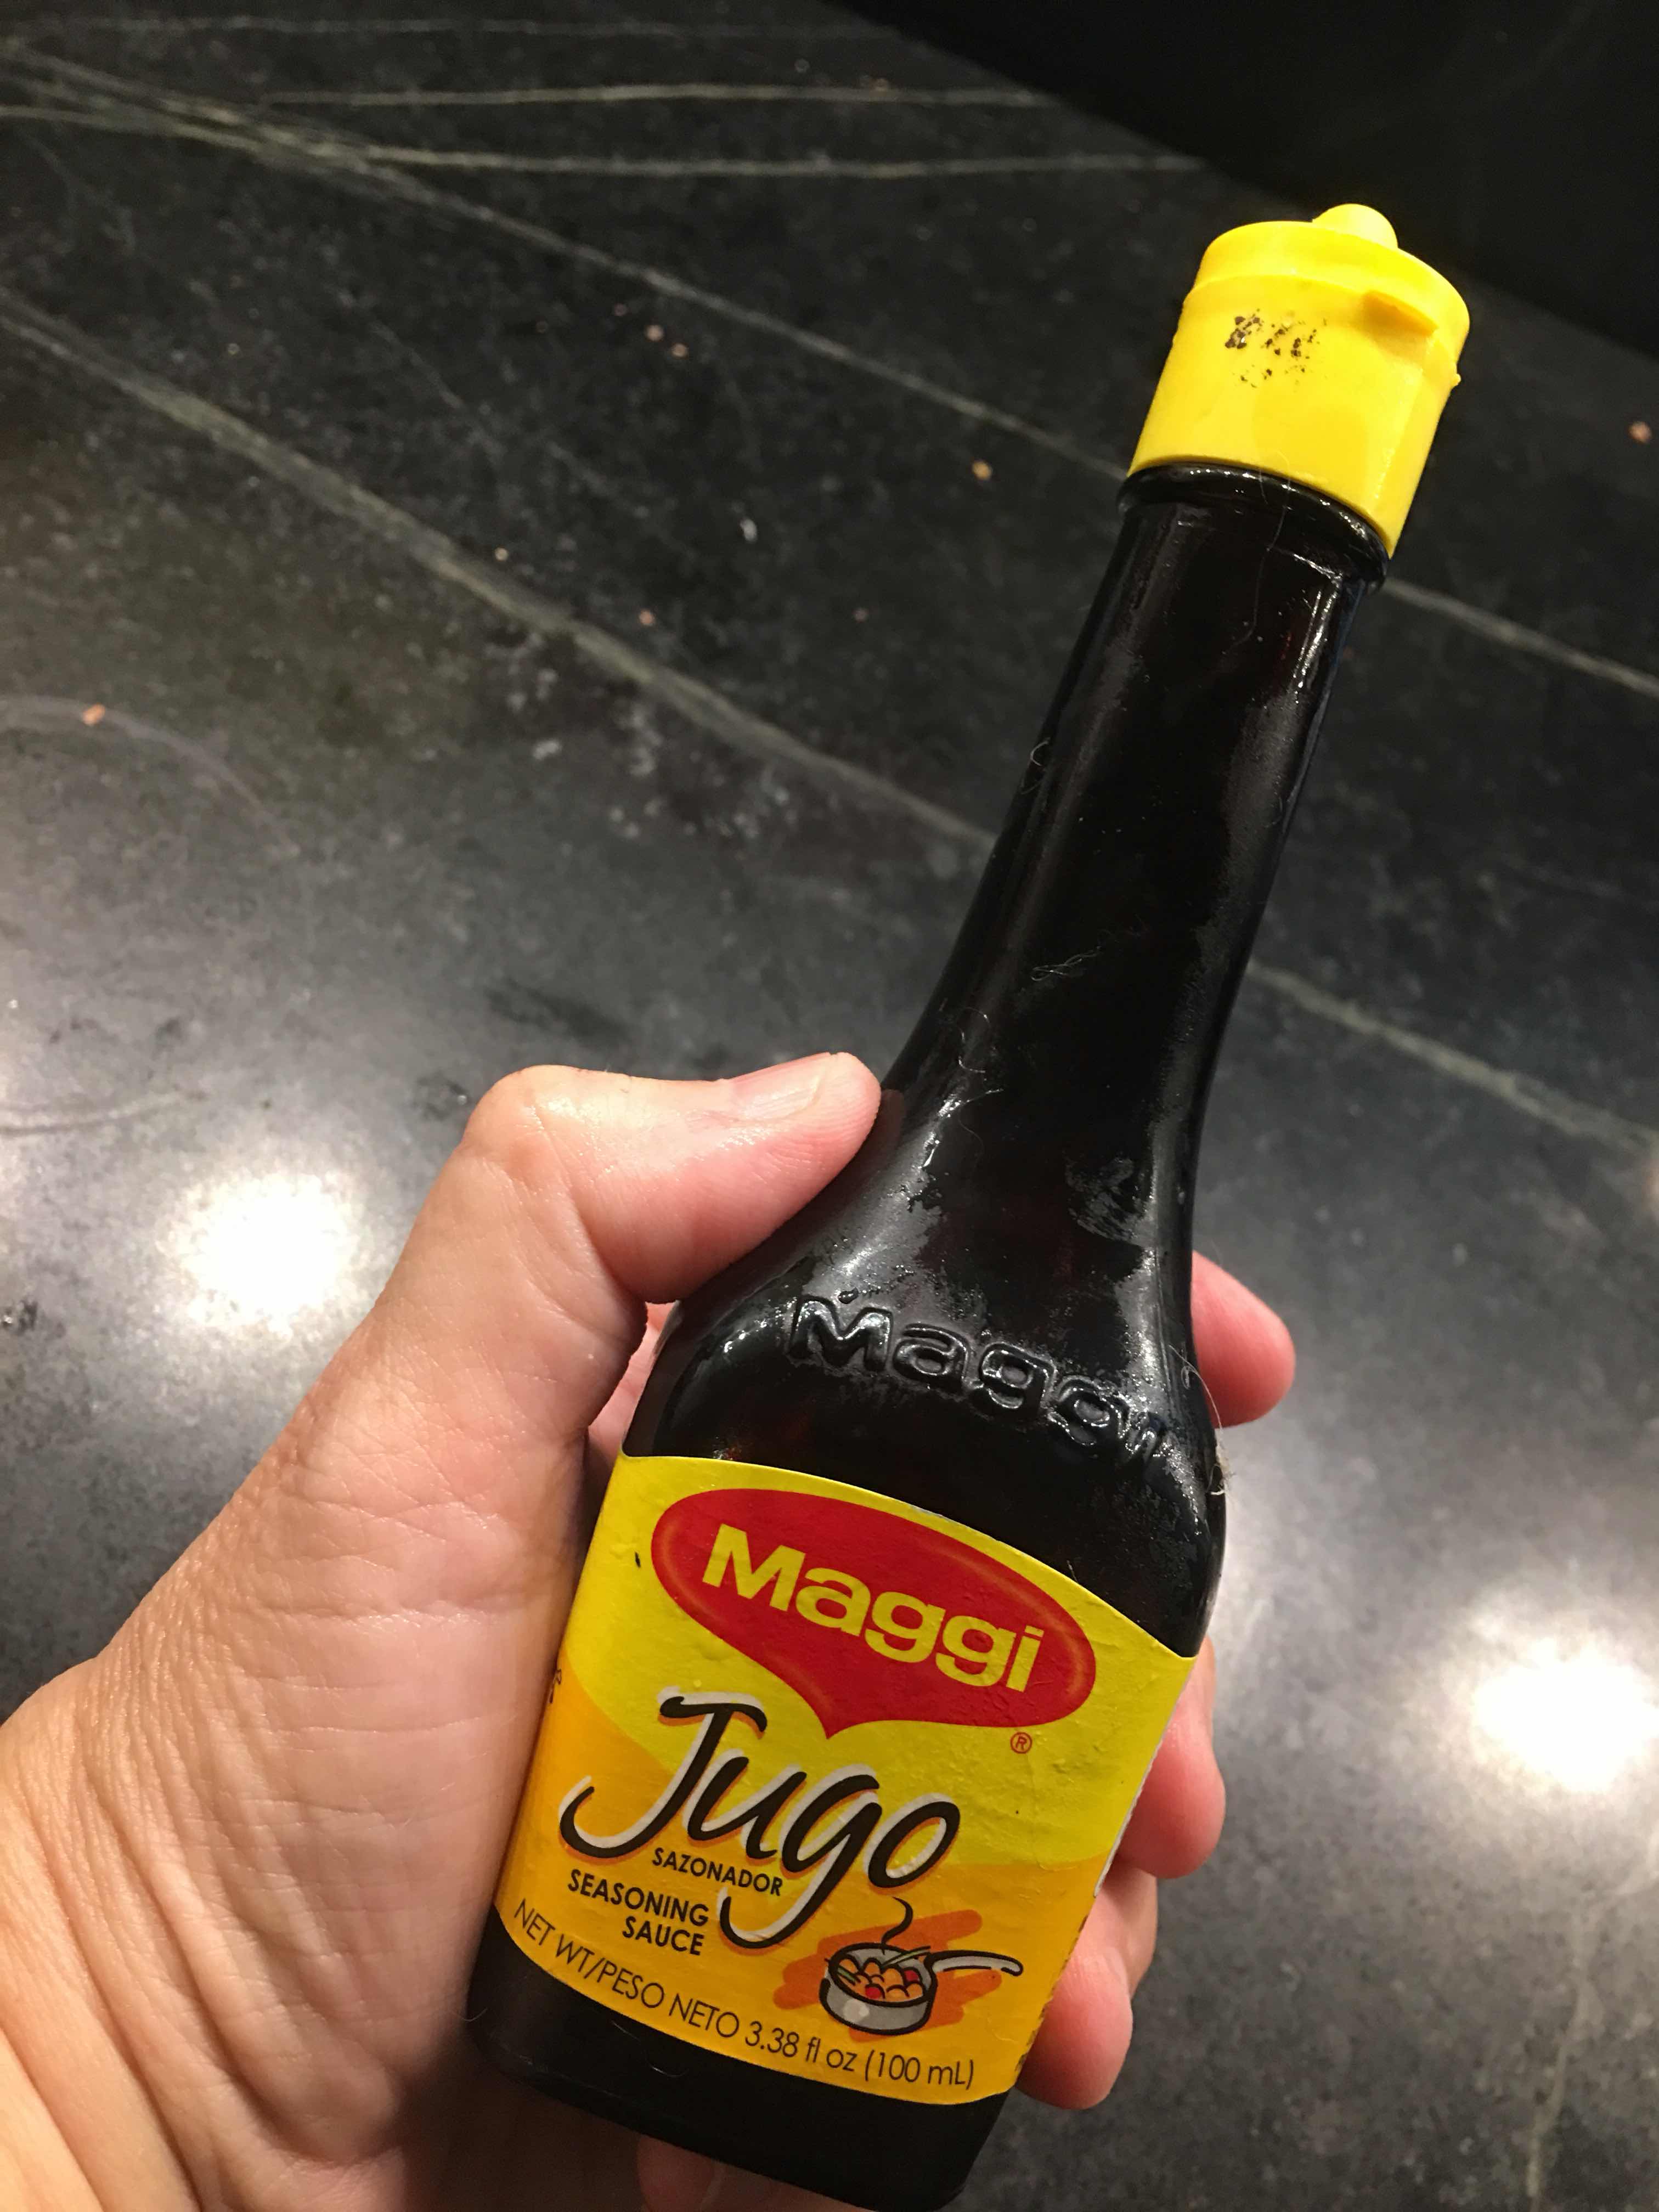 Maggi
Maggi
®
Jugo
SAZONADOR
SEASONING
SAUCE
NET WT/PESO NETO 3.38 fl oz (100 mL)